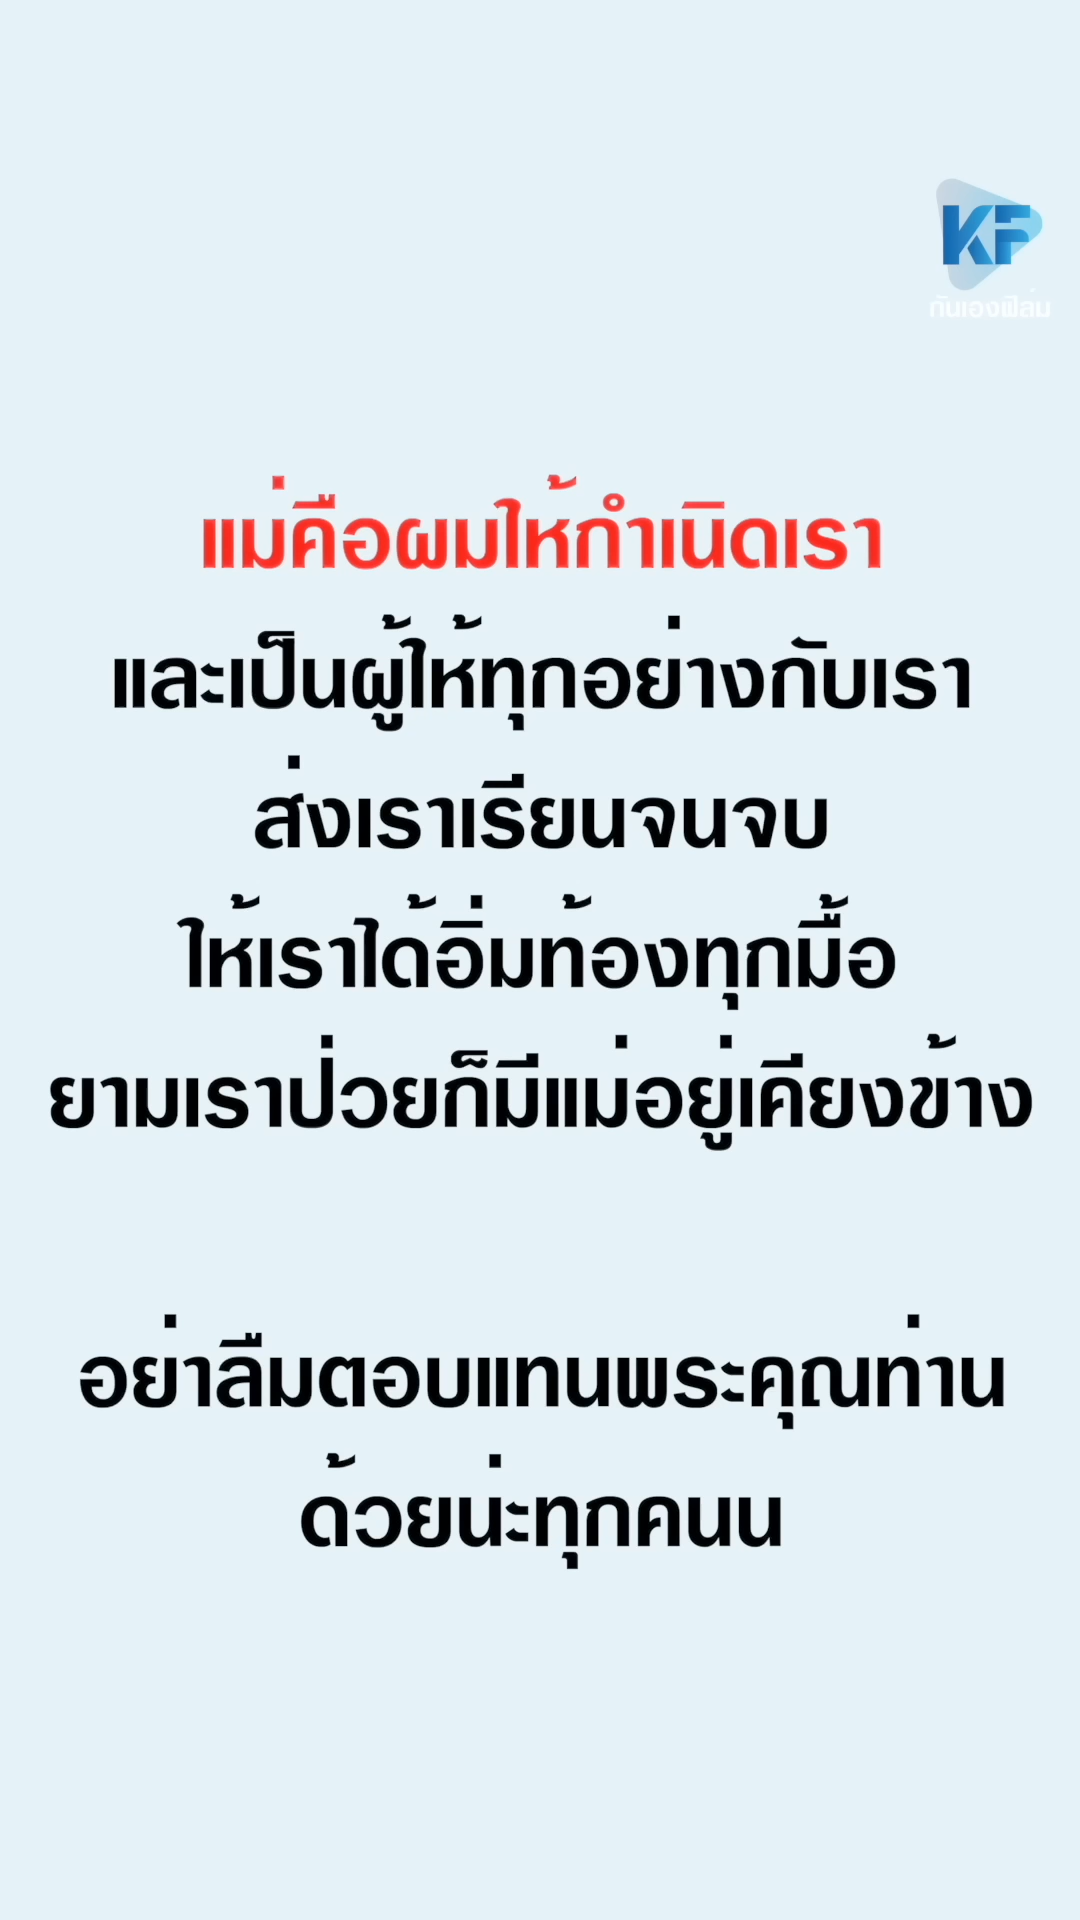 KF
กันเองฟิล์ม
แม่คือผมให้กำเนิดเรา
และเป็นผู้ให้ทุกอย่างกับเรา
ส่งเราเรียนจนจบ
ให้เราได้อิ่มท้องทุกมื้อ
ยามเราป่วยก็มีแม่อยู่เคียงข้าง
อย่าลืมตอบแทนพระคุณท่าน
ด้วยน่ะทุกคนน